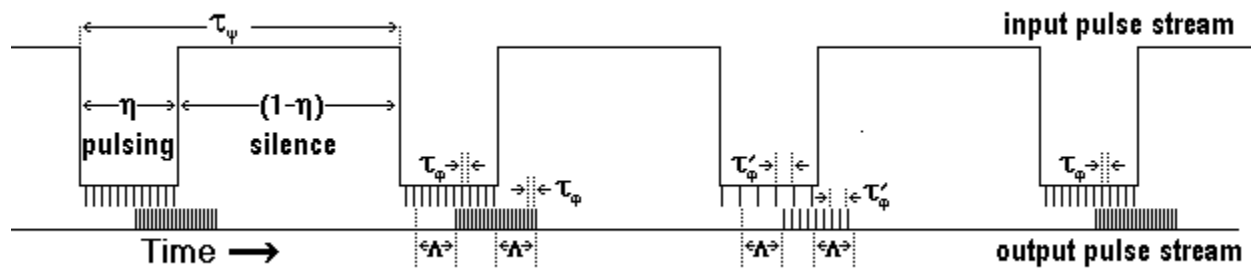 τψ
input pulse stream
η
(1-η)
pulsing
silence
τφ
τφ
τ′φ
τ′φ
τφ
Λ
Λ
Λ
Λ
Time
output pulse stream